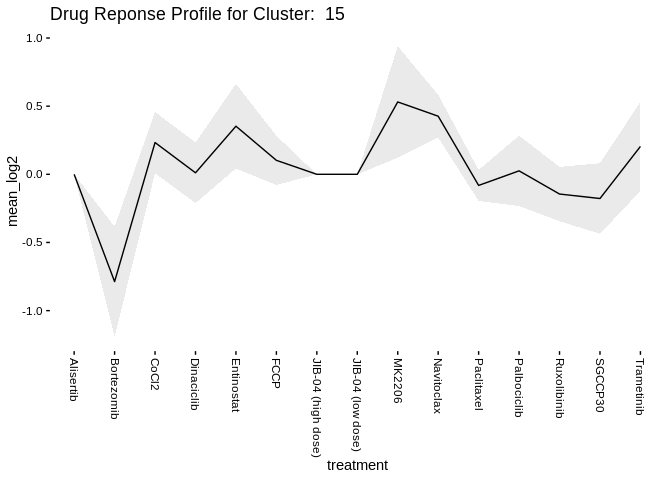 Drug Reponse Profile for Cluster:  15
mean_log2
1.0
0.5
0.0
-0.5
-1.0
Alisertib
Bortezomib
CoCl2
Dinaciclib
Entinostat
FCCP
JIB-04 (high dose)
JIB-04 (low dose)
MK2206
Navitoclax
Paclitaxel
Palbociclib
Ruxolibinib
SGCCP30
Trametinib
treatment